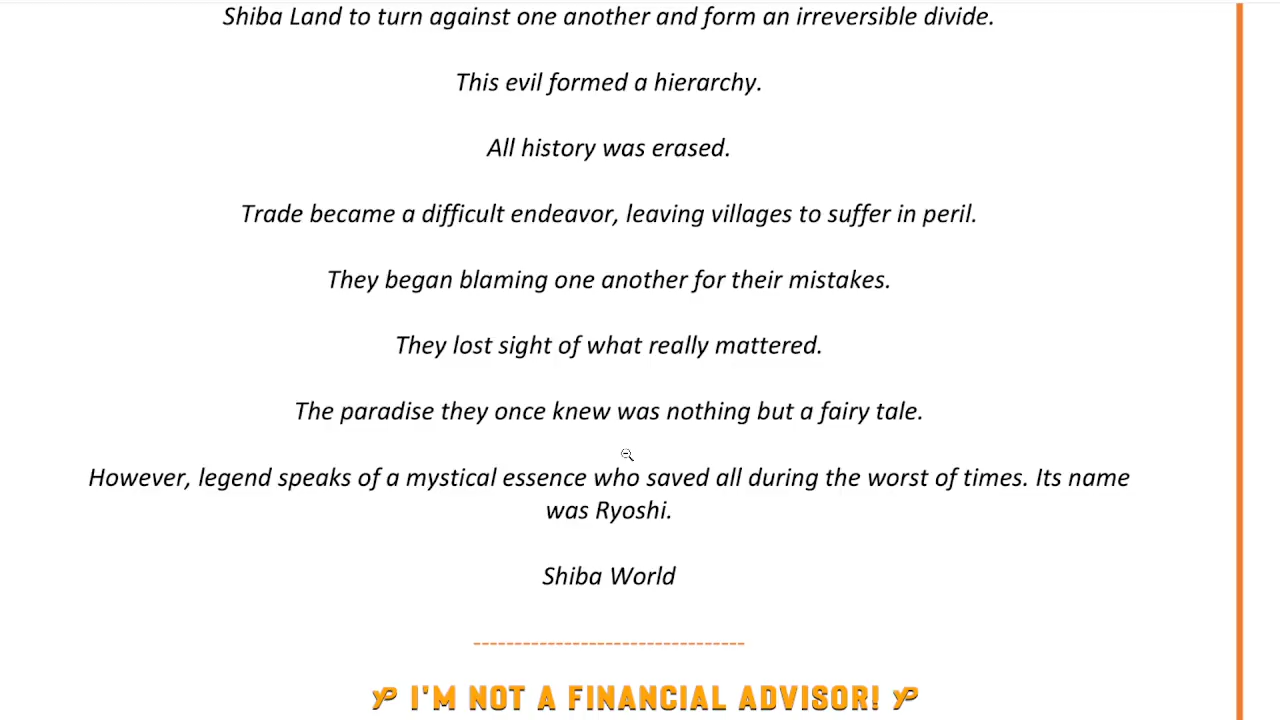 Shiba Land to turn against one another and form an irreversible divide.
This evil formed a hierarchy.
All history was erased.
Trade became a difficult endeavor, leaving villages to suffer in peril.
They began blaming one another for their mistakes.
They lost sight of what really mattered.
The paradise they once knew was nothing but a fairy tale.
However, legend speaks of a mystical essence who saved all during the worst of times. Its name
was Ryoshi.
Shiba World
--------------------------------
I'M NOT A FINANCIAL ADVISOR!